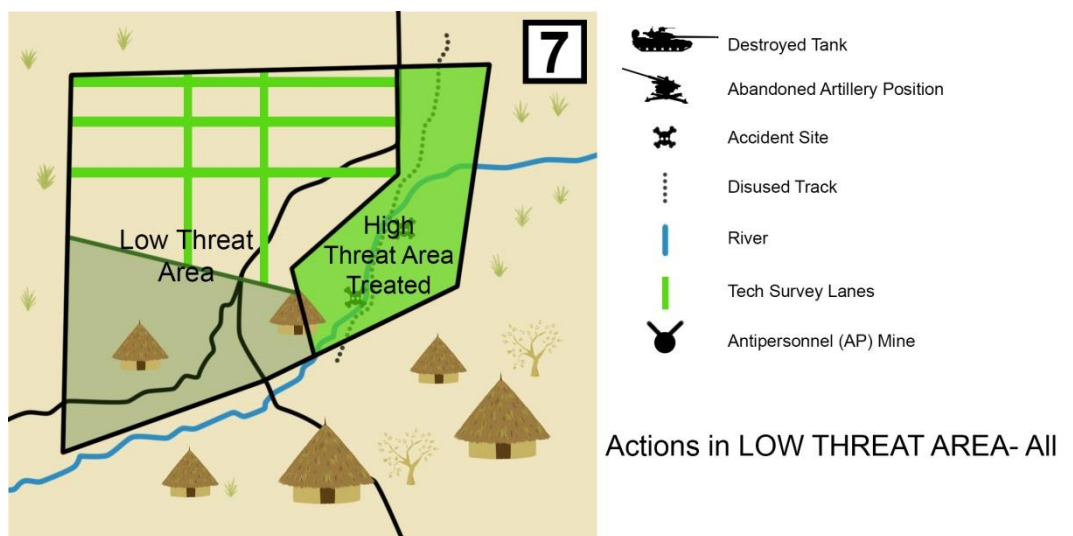 7
Low Threat
Area
High
Threat Area
Treated
Destroyed Tank
Abandoned Artillery Position
Accident Site
Disused Track
River
Tech Survey Lanes
Antipersonnel (AP) Mine
Actions in LOW THREAT AREA- All